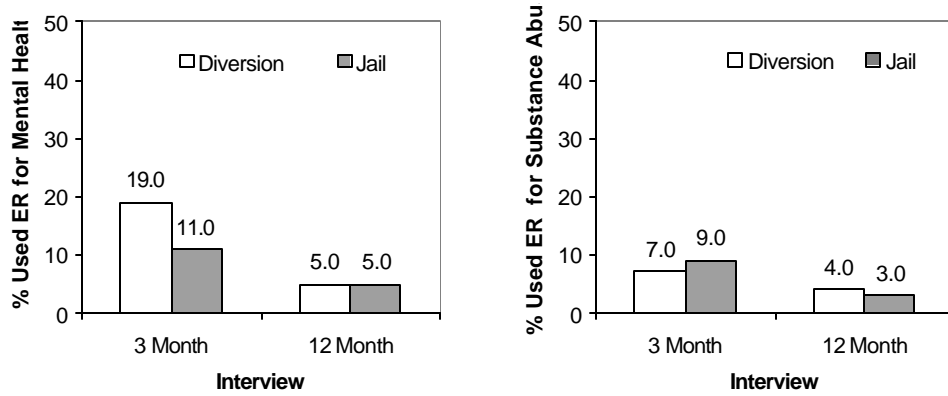 % Used ER for Mental Healt
50
40
30
20
10
0
Diversion Jail
19.0
11.0
5.0 5.0
3 Month 12 Month
Interview
% Used ER for Substance Abu
50
40
30
20
10
0
Diversion Jail
7.0 9.0
4.0 3.0
3 Month 12 Month
Interview